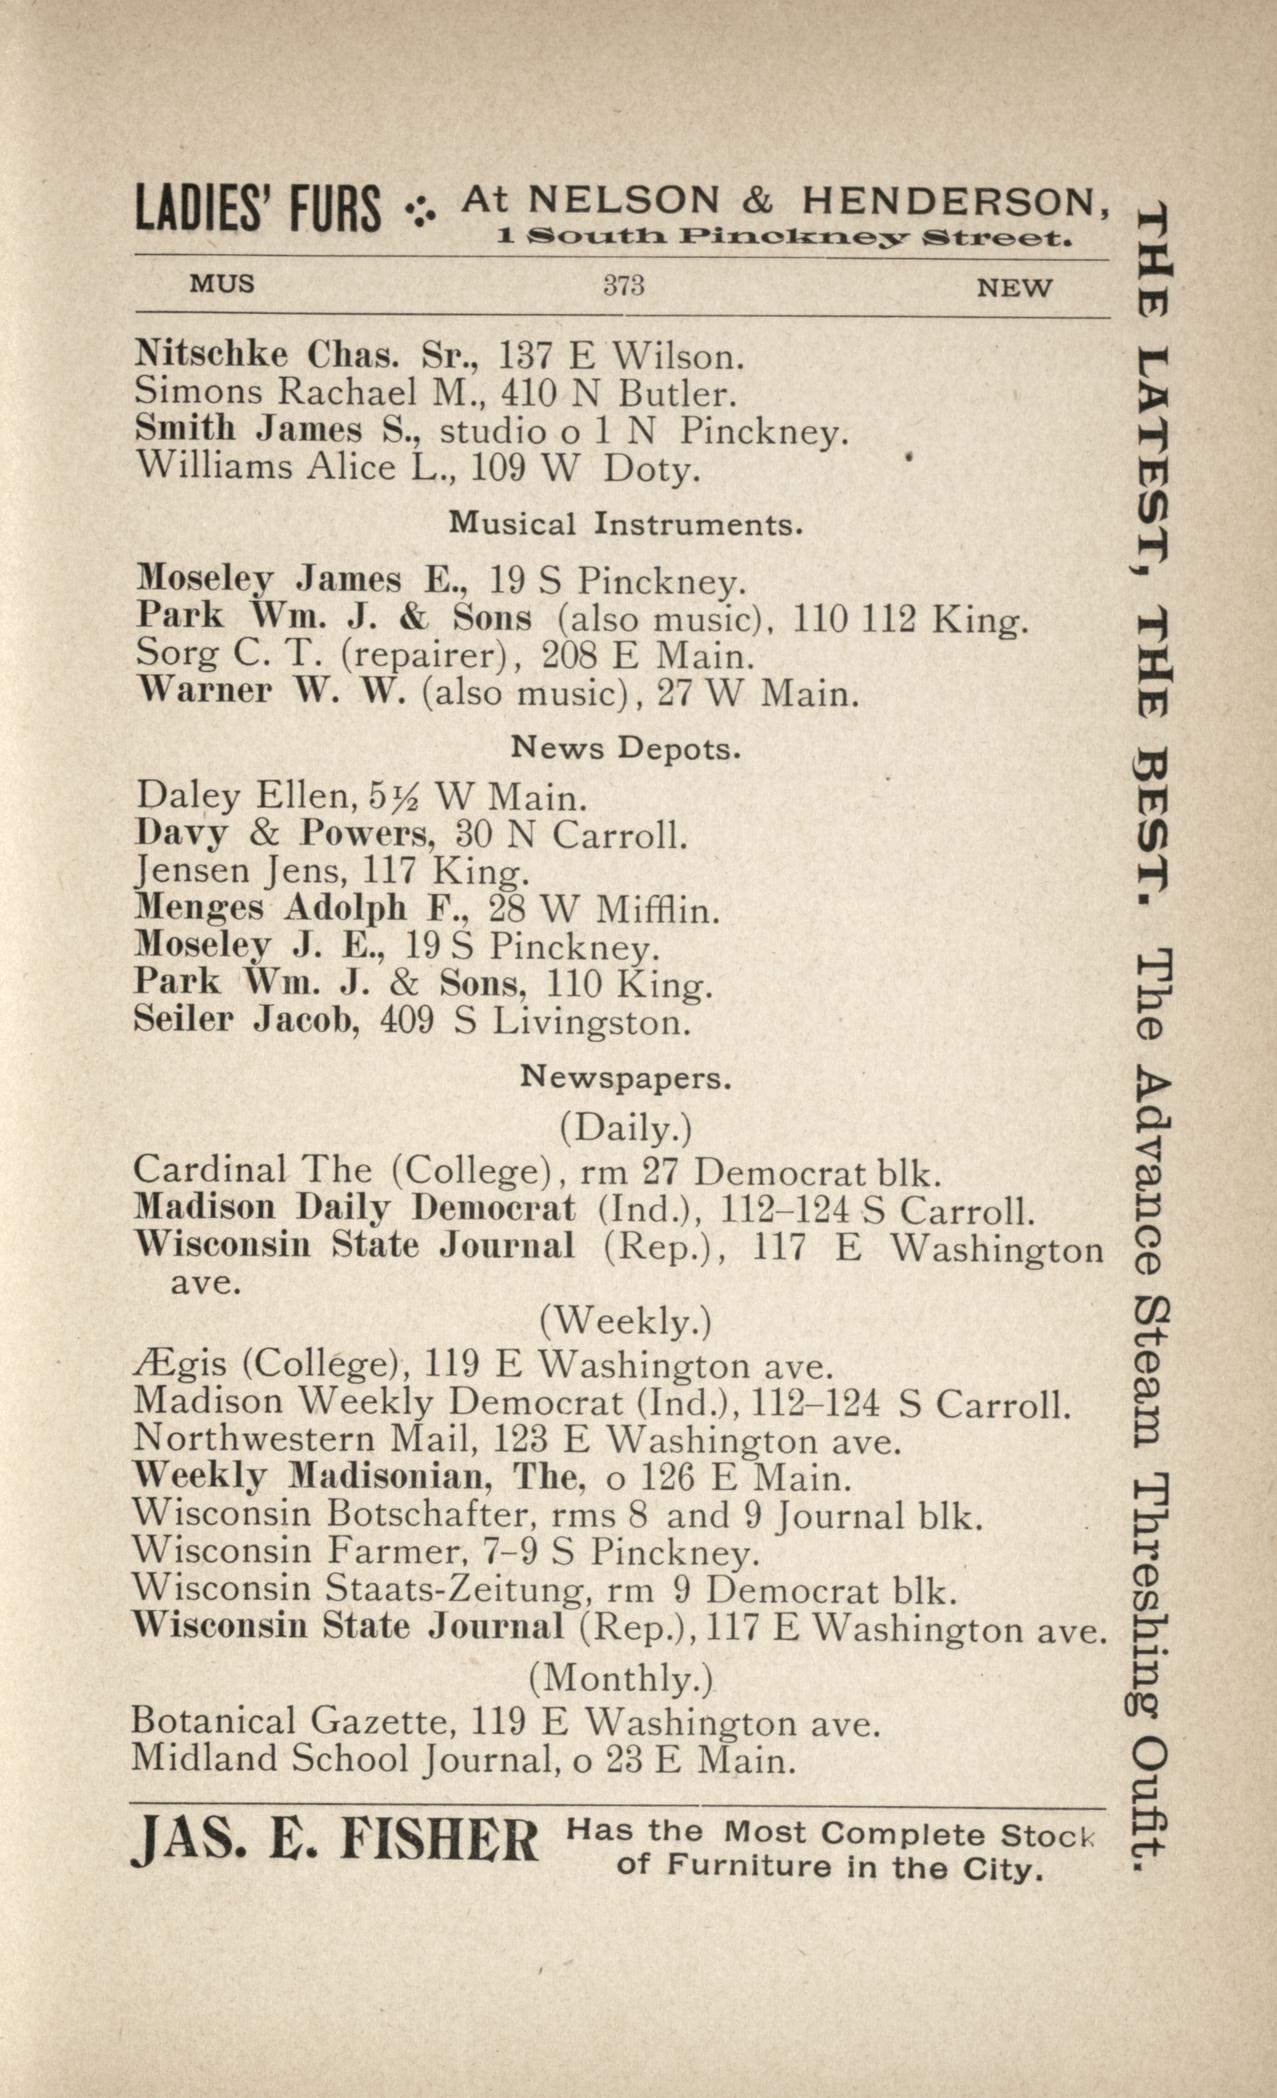 LADIES' FURS At NELSON & HENDERSON,
1 South Pinckney Street.
MUS 373 NEW
Nitschke Chas. Sr., 137 E Wilson.
Simons Rachael M., 410 N Butler.
Smith James S., studio o 1 N Pinckney.
Williams Alice L., 109 W Doty.
Musical Instruments.
Moseley James E., 19 S Pinckney.
Park Wm. J. & Sons (also music), 110 112 King.
Sorg C. T. (repairer), 208 E Main.
Warner W. W. (also music), 27 W Main.
News Depots.
Daley Ellen, 5½ W Main.
Davy & Powers, 30 N Carroll.
Jensen Jens, 117 King.
Menges Adolph F., 28 W Mifflin.
Moseley J. E., 19 S Pinckney.
Park Wm. J. & Sons, 110 King.
Seiler Jacob, 409 S Livingston.
Newspapers.
(Daily.)
Cardinal The (College), rm 27 Democrat blk.
Madison Daily Democrat (Ind.), 112–124 S Carroll.
Wisconsin State Journal (Rep.), 117 E Washington
ave.
(Weekly.)
Ægis (College), 119 E Washington ave.
Madison Weekly Democrat (Ind.), 112–124 S Carroll.
Northwestern Mail, 123 E Washington ave.
Weekly Madisonian, The, o 126 E Main.
Wisconsin Botschafter, rms 8 and 9 Journal blk.
Wisconsin Farmer, 7–9 S Pinckney.
Wisconsin Staats-Zeitung, rm 9 Democrat blk.
Wisconsin State Journal (Rep.), 117 E Washington ave.
(Monthly.)
Botanical Gazette, 119 E Washington ave.
Midland School Journal, o 23 E Main.
JAS. E. FISHER Has the Most Complete Stock
of Furniture in the City.
THE LATEST, THE BEST. The Advance Steam Threshing Oufit.